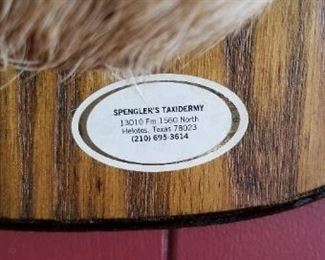 SPENGLER'S TAXIDERMY
13010 Fm 1560 North
Helotes, Texas 78023
(210) 695-3614